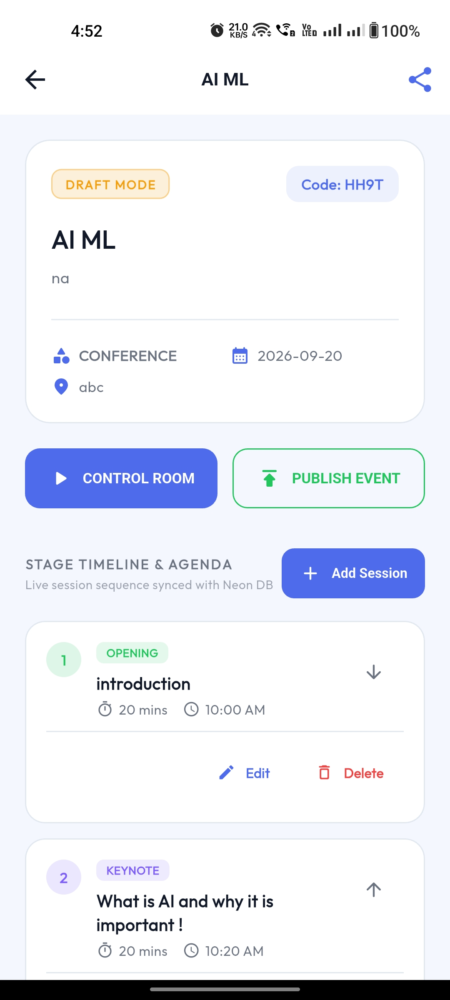 4:52
21.0
KB/S
4
2
Vo
LTE D
100%
AI ML
DRAFT MODE
Code: HH9T
AI ML
na
CONFERENCE
2026-09-20
abc
CONTROL ROOM
PUBLISH EVENT
STAGE TIMELINE & AGENDA
Live session sequence synced with Neon DB
Add Session
1
OPENING
introduction
20 mins
10:00 AM
Edit
Delete
2
KEYNOTE
What is AI and why it is
important !
20 mins
10:20 AM